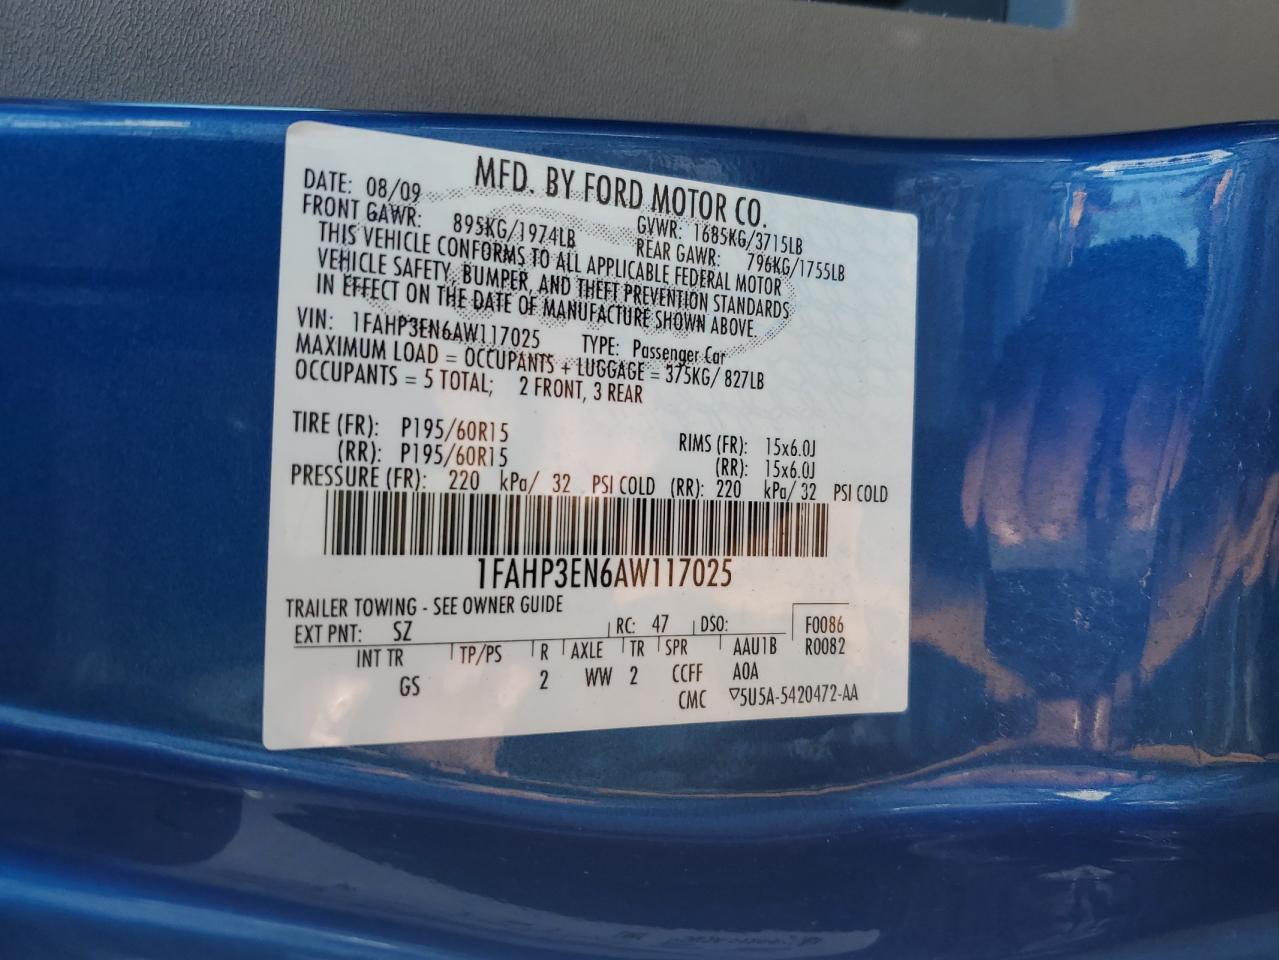 MFD. BY FORD MOTOR CO.
DATE: 08/09 GVWR: 1685KG/3715LB
FRONT GAWR: 895KG/1974LB REAR GAWR: 796KG/1755LB
THIS VEHICLE CONFORMS TO ALL APPLICABLE FEDERAL MOTOR
VEHICLE SAFETY, BUMPER, AND THEFT PREVENTION STANDARDS
IN EFFECT ON THE DATE OF MANUFACTURE SHOWN ABOVE.
VIN: 1FAHP3EN6AW117025 TYPE: Passenger Car
MAXIMUM LOAD = OCCUPANTS + LUGGAGE = 375KG/ 827LB
OCCUPANTS = 5 TOTAL; 2 FRONT, 3 REAR
TIRE (FR): P195/60R15 RIMS (FR): 15x6.0J
(RR): P195/60R15 (RR): 15x6.0J
PRESSURE (FR): 220 kPa/ 32 PSI COLD (RR): 220 kPa/ 32 PSI COLD
1FAHP3EN6AW117025
TRAILER TOWING - SEE OWNER GUIDE
EXT PNT: SZ RC: 47 DSO: F0086
INT TR TP/PS R AXLE TR SPR AAU1B R0082
GS 2 WW 2 CCFF A0A
CMC ▽5U5A-5420472-AA